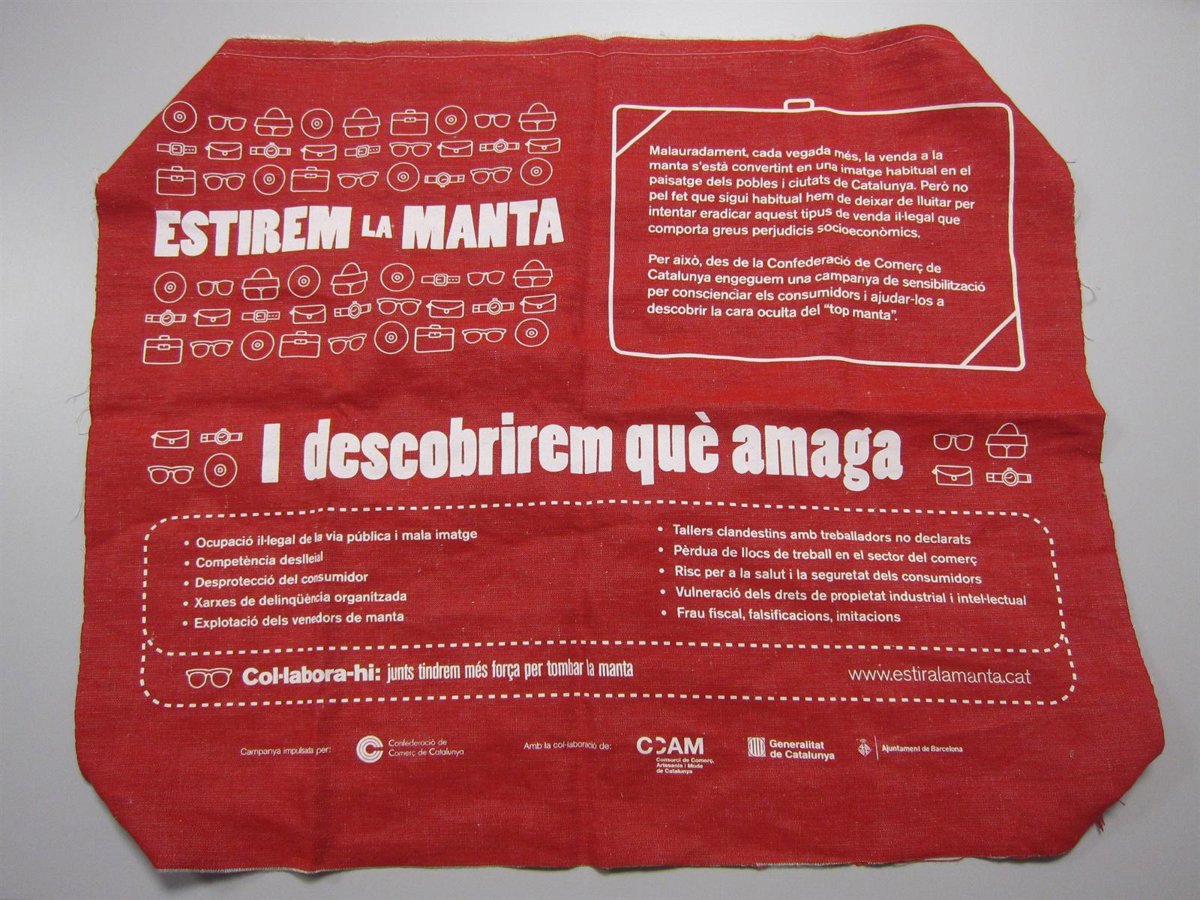 ESTIREM LA MANTA
Malauradament, cada vegada més, la venda a la
manta s'està convertint en una imatge habitual en el
paisatge dels pobles i ciutats de Catalunya. Però no
pel fet que sigui habitual hem de deixar de lluitar per
intentar eradicar aquest tipus de venda il·legal que
comporta greus perjudicis socioeconòmics.
Per això, des de la Confederació de Comerç de
Catalunya engeguem una campanya de sensibilització
per conscienciar els consumidors i ajudar-los a
descobrir la cara oculta del "top manta".
I descobrirem què amaga
• Ocupació il·legal de la via pública i mala imatge
• Competència deslleial
• Desprotecció del consumidor
• Xarxes de delinqüència organitzada
• Explotació dels venedors de manta
• Tallers clandestins amb treballadors no declarats
• Pèrdua de llocs de treball en el sector del comerç
• Risc per a la salut i la seguretat dels consumidors
• Vulneració dels drets de propietat industrial i intel·lectual
• Frau fiscal, falsificacions, imitacions
Col·labora-hi: junts tindrem més força per tombar la manta
www.estiralamanta.cat
Campanya impulsada per:
Confederació de
Comerç de Catalunya
Amb la col·laboració de:
CCAM
Consorci de Comerç,
Artesania i Moda
de Catalunya
Generalitat
de Catalunya
Ajuntament de Barcelona